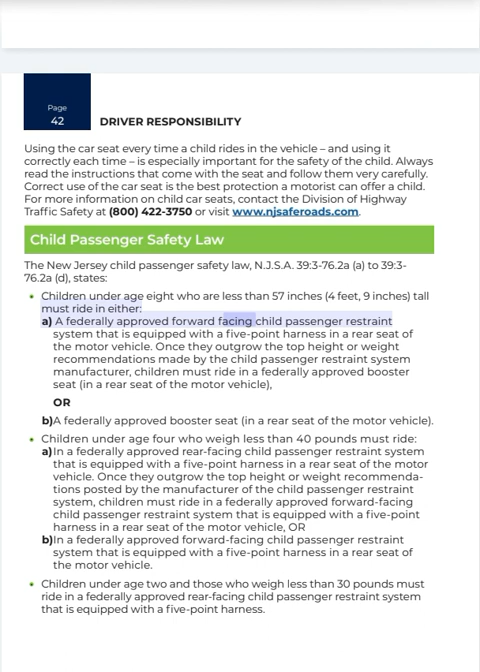 Page
42
DRIVER RESPONSIBILITY
Using the car seat every time a child rides in the vehicle – and using it
correctly each time – is especially important for the safety of the child. Always
read the instructions that come with the seat and follow them very carefully.
Correct use of the car seat is the best protection a motorist can offer a child.
For more information on child car seats, contact the Division of Highway
Traffic Safety at (800) 422-3750 or visit www.njsaferoads.com.
Child Passenger Safety Law
The New Jersey child passenger safety law, N.J.S.A. 39:3-76.2a (a) to 39:3-
76.2a (d), states:
• Children under age eight who are less than 57 inches (4 feet, 9 inches) tall
must ride in either:
a) A federally approved forward facing child passenger restraint
system that is equipped with a five-point harness in a rear seat of
the motor vehicle. Once they outgrow the top height or weight
recommendations made by the child passenger restraint system
manufacturer, children must ride in a federally approved booster
seat (in a rear seat of the motor vehicle),
OR
b)A federally approved booster seat (in a rear seat of the motor vehicle).
• Children under age four who weigh less than 40 pounds must ride:
a)In a federally approved rear-facing child passenger restraint system
that is equipped with a five-point harness in a rear seat of the motor
vehicle. Once they outgrow the top height or weight recommenda-
tions posted by the manufacturer of the child passenger restraint
system, children must ride in a federally approved forward-facing
child passenger restraint system that is equipped with a five-point
harness in a rear seat of the motor vehicle, OR
b)In a federally approved forward-facing child passenger restraint
system that is equipped with a five-point harness in a rear seat of
the motor vehicle.
• Children under age two and those who weigh less than 30 pounds must
ride in a federally approved rear-facing child passenger restraint system
that is equipped with a five-point harness.